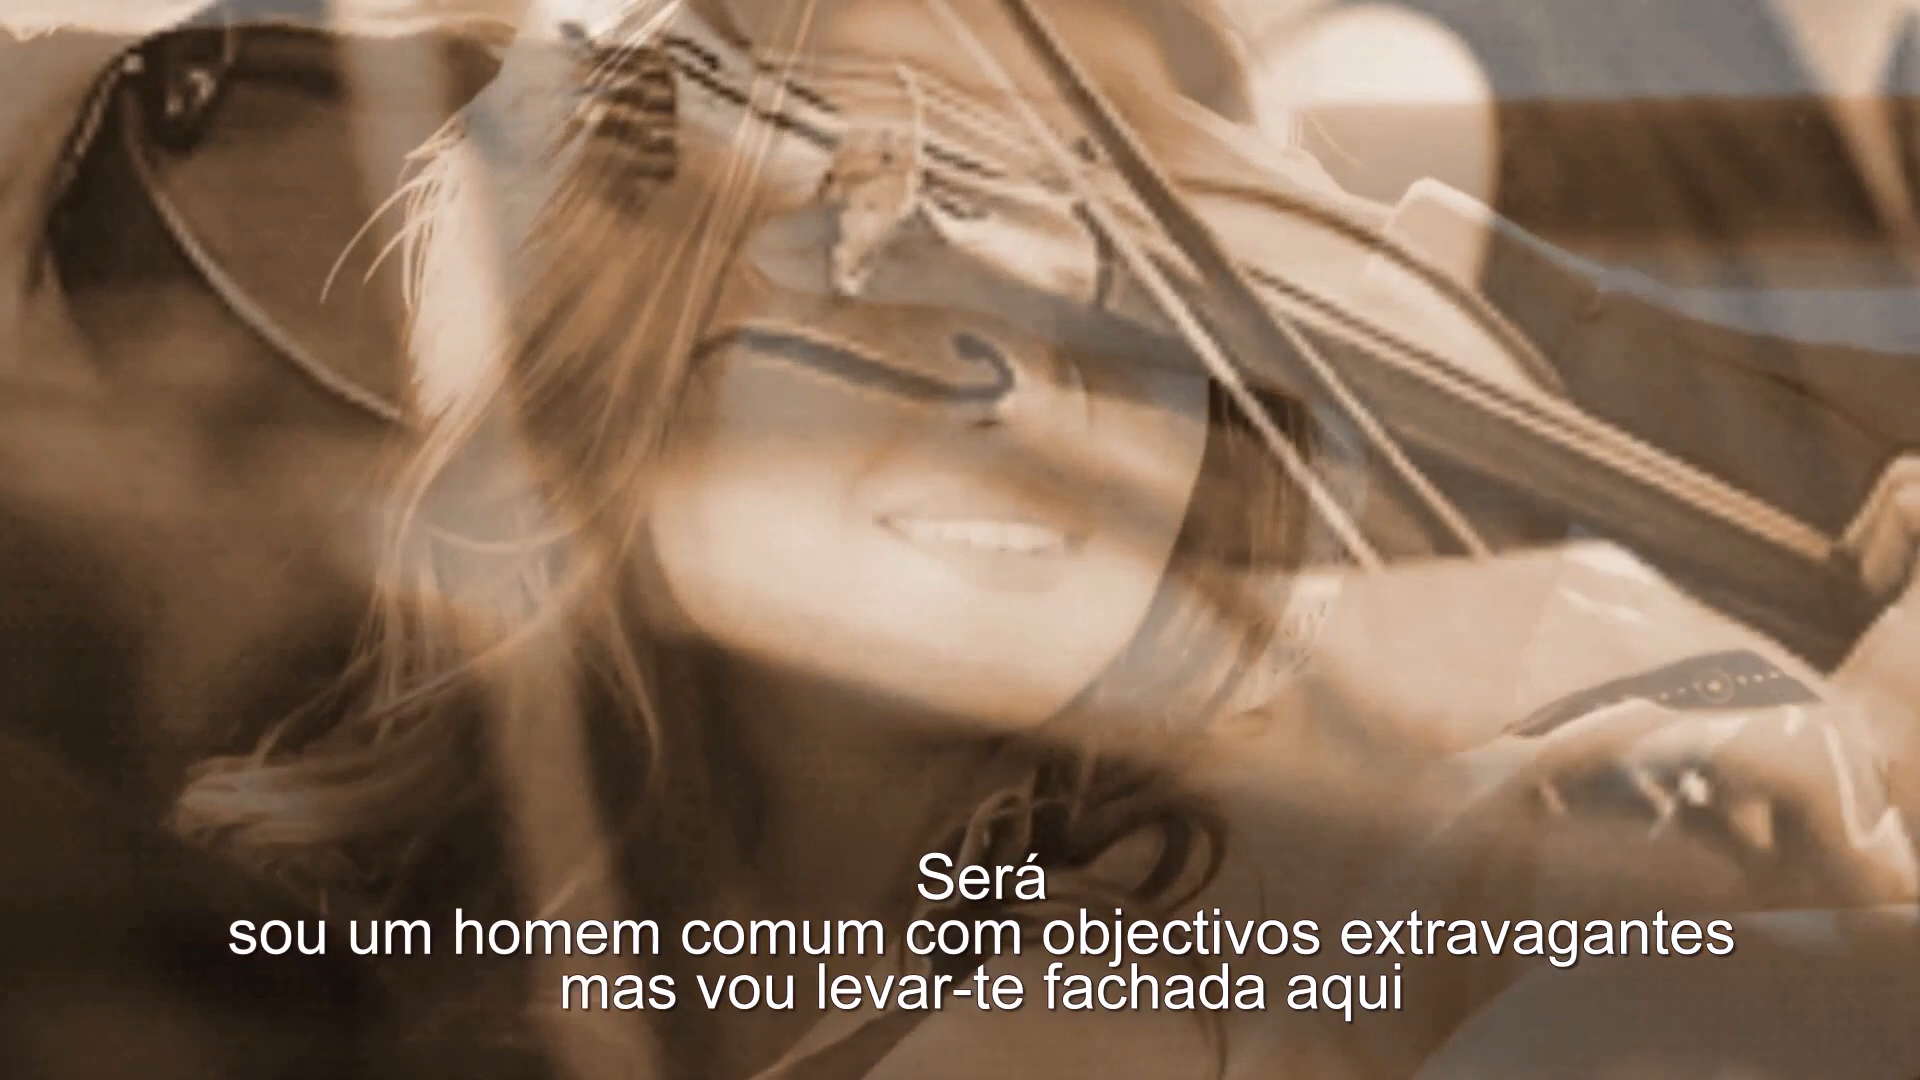 Será
sou um homem comum com objectivos extravagantes
mas vou levar-te fachada aqui